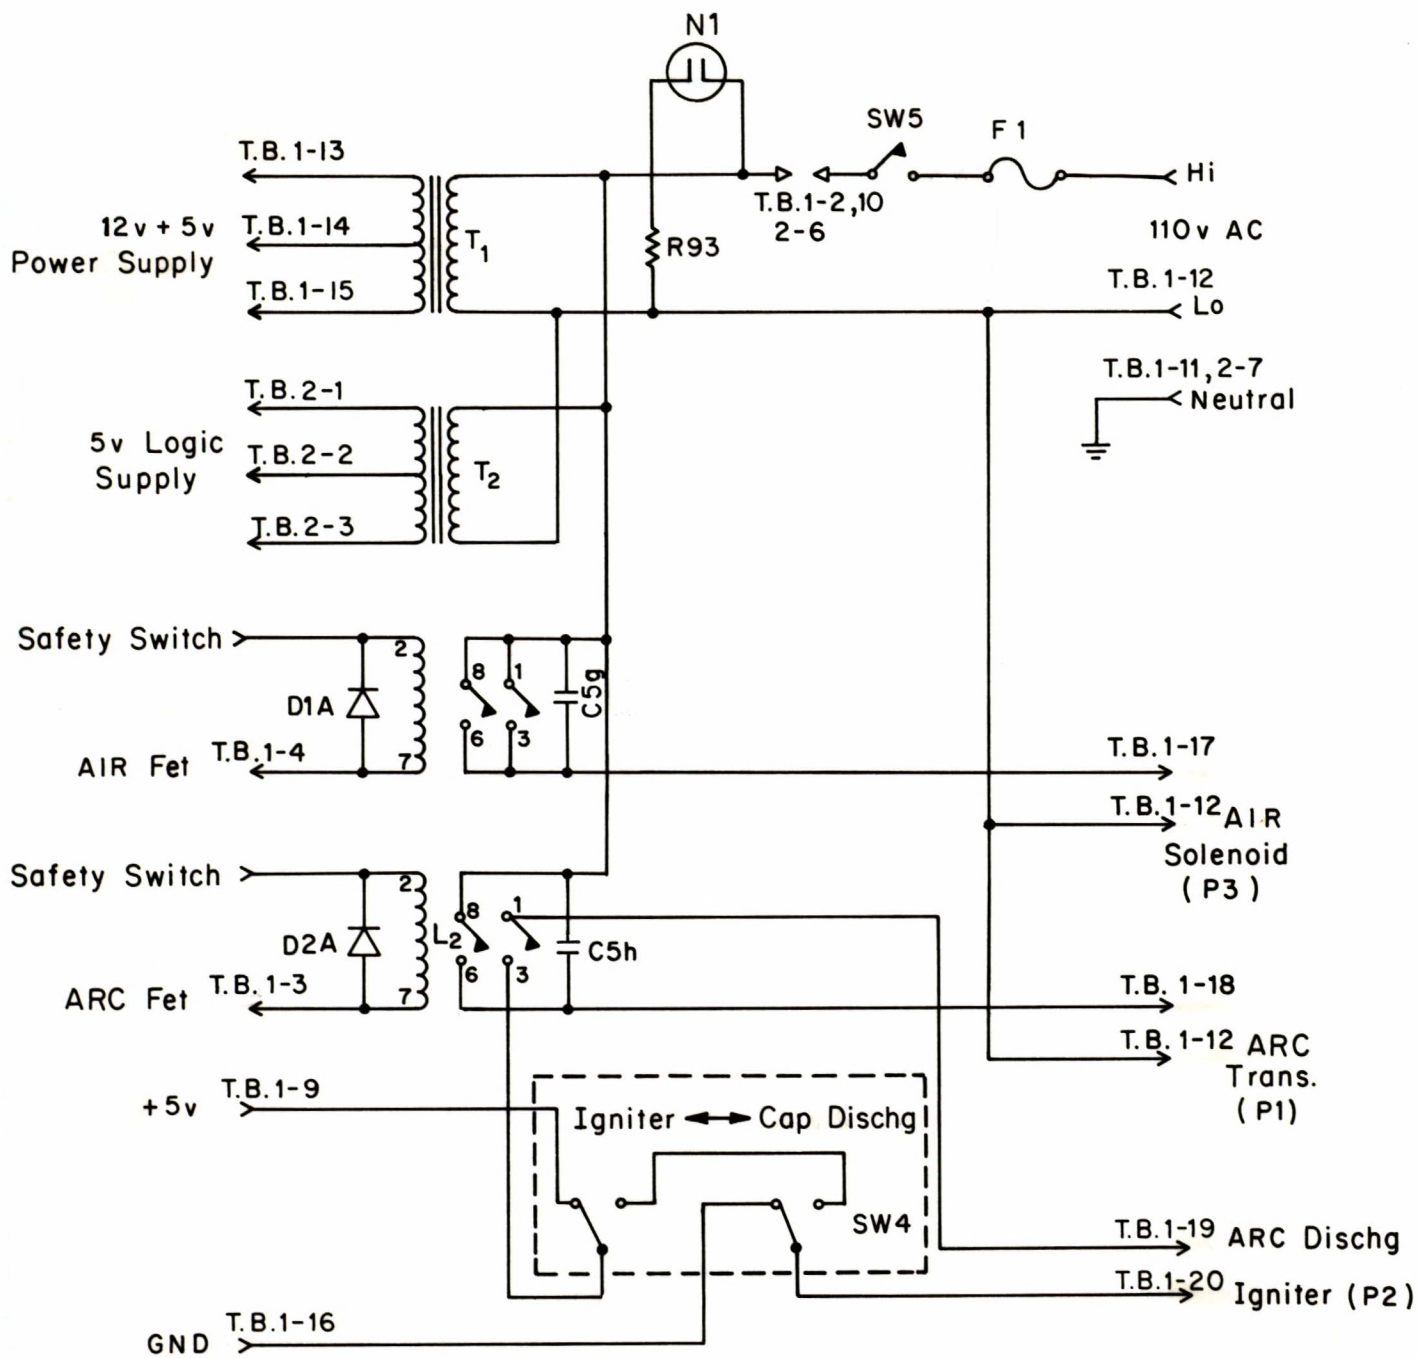 N1
SW5
F1
T.B.1-13
Hi
T.B.1-2,10
2-6
12v + 5v
Power Supply
T.B.1-14
T1
R93
110v AC
T.B.1-15
T.B.1-12
Lo
T.B.1-11, 2-7
Neutral
T.B.2-1
5v Logic
Supply
T.B.2-2
T2
T.B.2-3
Safety Switch
2
8
1
C5g
D1A
6
3
AIR Fet
T.B.1-4
7
T.B.1-17
T.B.1-12
AIR
Solenoid
(P3)
Safety Switch
2
8
1
D2A
L2
C5h
6
3
ARC Fet
T.B.1-3
7
T.B.1-18
T.B.1-12
ARC
Trans.
(P1)
+5v
T.B.1-9
Igniter
Cap Dischg
SW4
T.B.1-19
ARC Dischg
T.B.1-20
Igniter (P2)
GND
T.B.1-16